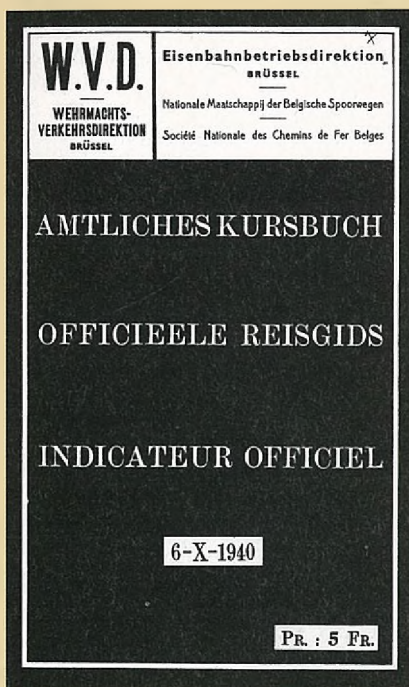 W.V.D.
WEHRMACHTS-
VERKEHRSDIREKTION
BRÜSSEL
Eisenbahnbetriebsdirektion
BRÜSSEL
Nationale Maatschappij der Belgische Spoorwegen
Société Nationale des Chemins de Fer Belges
AMTLICHES KURSBUCH
OFFICIEELE REISGIDS
INDICATEUR OFFICIEL
6-X-1940
PR. : 5 FR.